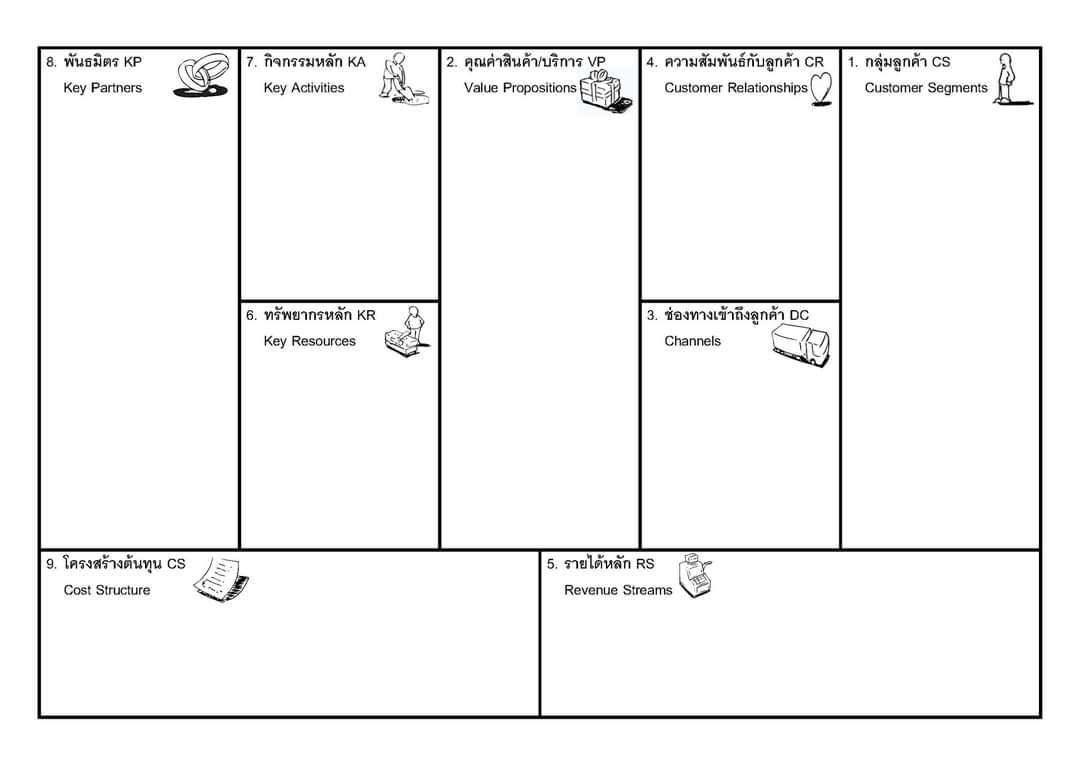 8. พันธมิตร KP
Key Partners
7. กิจกรรมหลัก KA
Key Activities
2. คุณค่าสินค้า/บริการ VP
Value Propositions
4. ความสัมพันธ์กับลูกค้า CR
Customer Relationships
1. กลุ่มลูกค้า CS
Customer Segments
6. ทรัพยากรหลัก KR
Key Resources
3. ช่องทางเข้าถึงลูกค้า DC
Channels
9. โครงสร้างต้นทุน CS
Cost Structure
5. รายได้หลัก RS
Revenue Streams